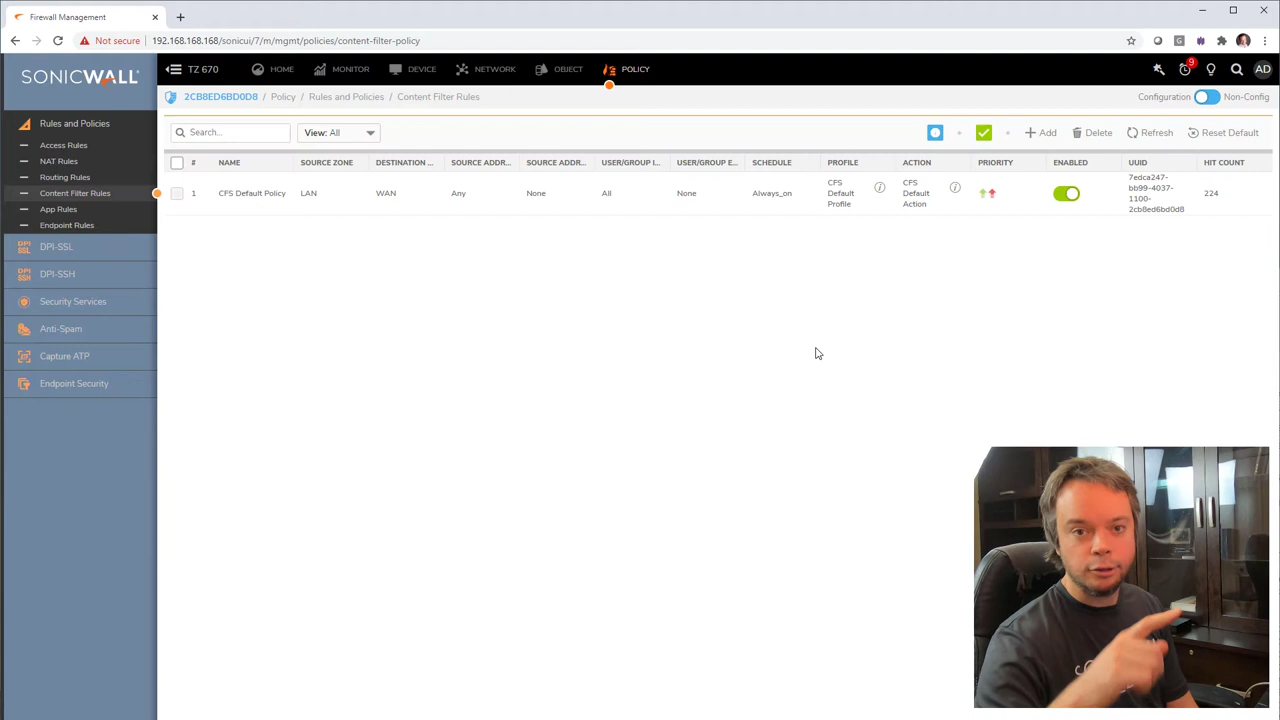 Firewall Management
Not secure 192.168.168.168/sonicui/7/m/mgmt/policies/content-filter-policy
SONICWALL
TZ 670 HOME MONITOR DEVICE NETWORK OBJECT POLICY 9 AD
2CB8ED6BD0D8 / Policy / Rules and Policies / Content Filter Rules Configuration Non-Config
Rules and Policies
Access Rules
NAT Rules
Routing Rules
Content Filter Rules
App Rules
Endpoint Rules
DPI-SSL
DPI-SSH
Security Services
Anti-Spam
Capture ATP
Endpoint Security
Search... View: All + Add Delete Refresh Reset Default
# NAME SOURCE ZONE DESTINATION ... SOURCE ADDR... SOURCE ADDR... USER/GROUP I... USER/GROUP E... SCHEDULE PROFILE ACTION PRIORITY ENABLED UUID HIT COUNT
1 CFS Default Policy LAN WAN Any None All None Always_on
CFS
Default
Profile
CFS
Default
Action
7edca247-
bb99-4037-
1100-
2cb8ed6bd0d8
224